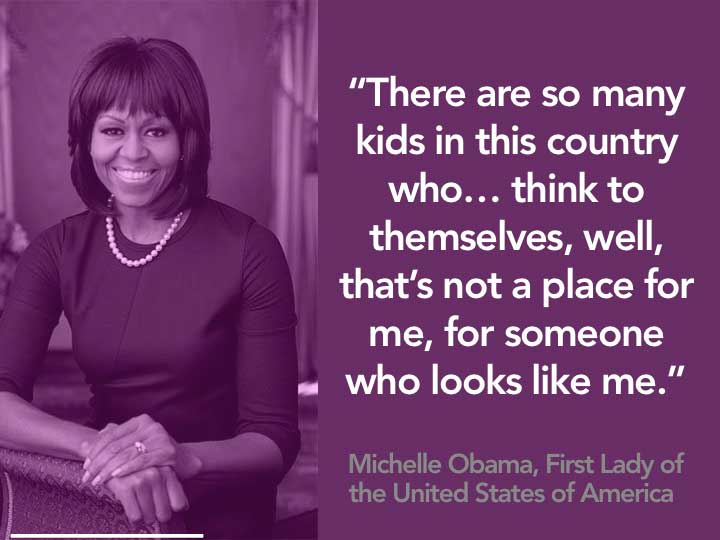 “There are so many
kids in this country
who... think to
themselves, well,
that’s not a place for
me, for someone
who looks like me.”
Michelle Obama, First Lady of
the United States of America